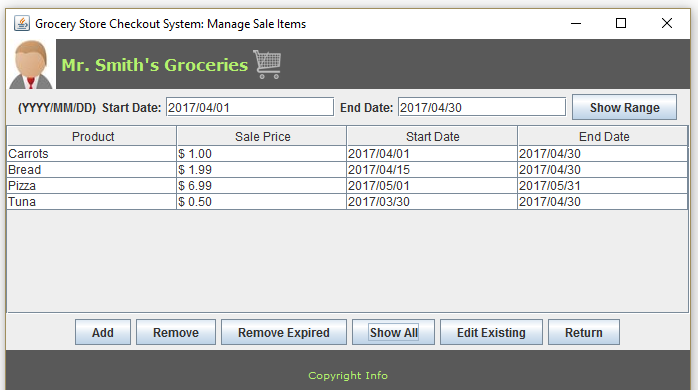 Grocery Store Checkout System: Manage Sale Items
Mr. Smith's Groceries
(YYYY/MM/DD) Start Date: 2017/04/01 End Date: 2017/04/30 Show Range
Product Sale Price Start Date End Date
Carrots $ 1.00 2017/04/01 2017/04/30
Bread $ 1.99 2017/04/15 2017/04/30
Pizza $ 6.99 2017/05/01 2017/05/31
Tuna $ 0.50 2017/03/30 2017/04/30
Add Remove Remove Expired Show All Edit Existing Return
Copyright Info